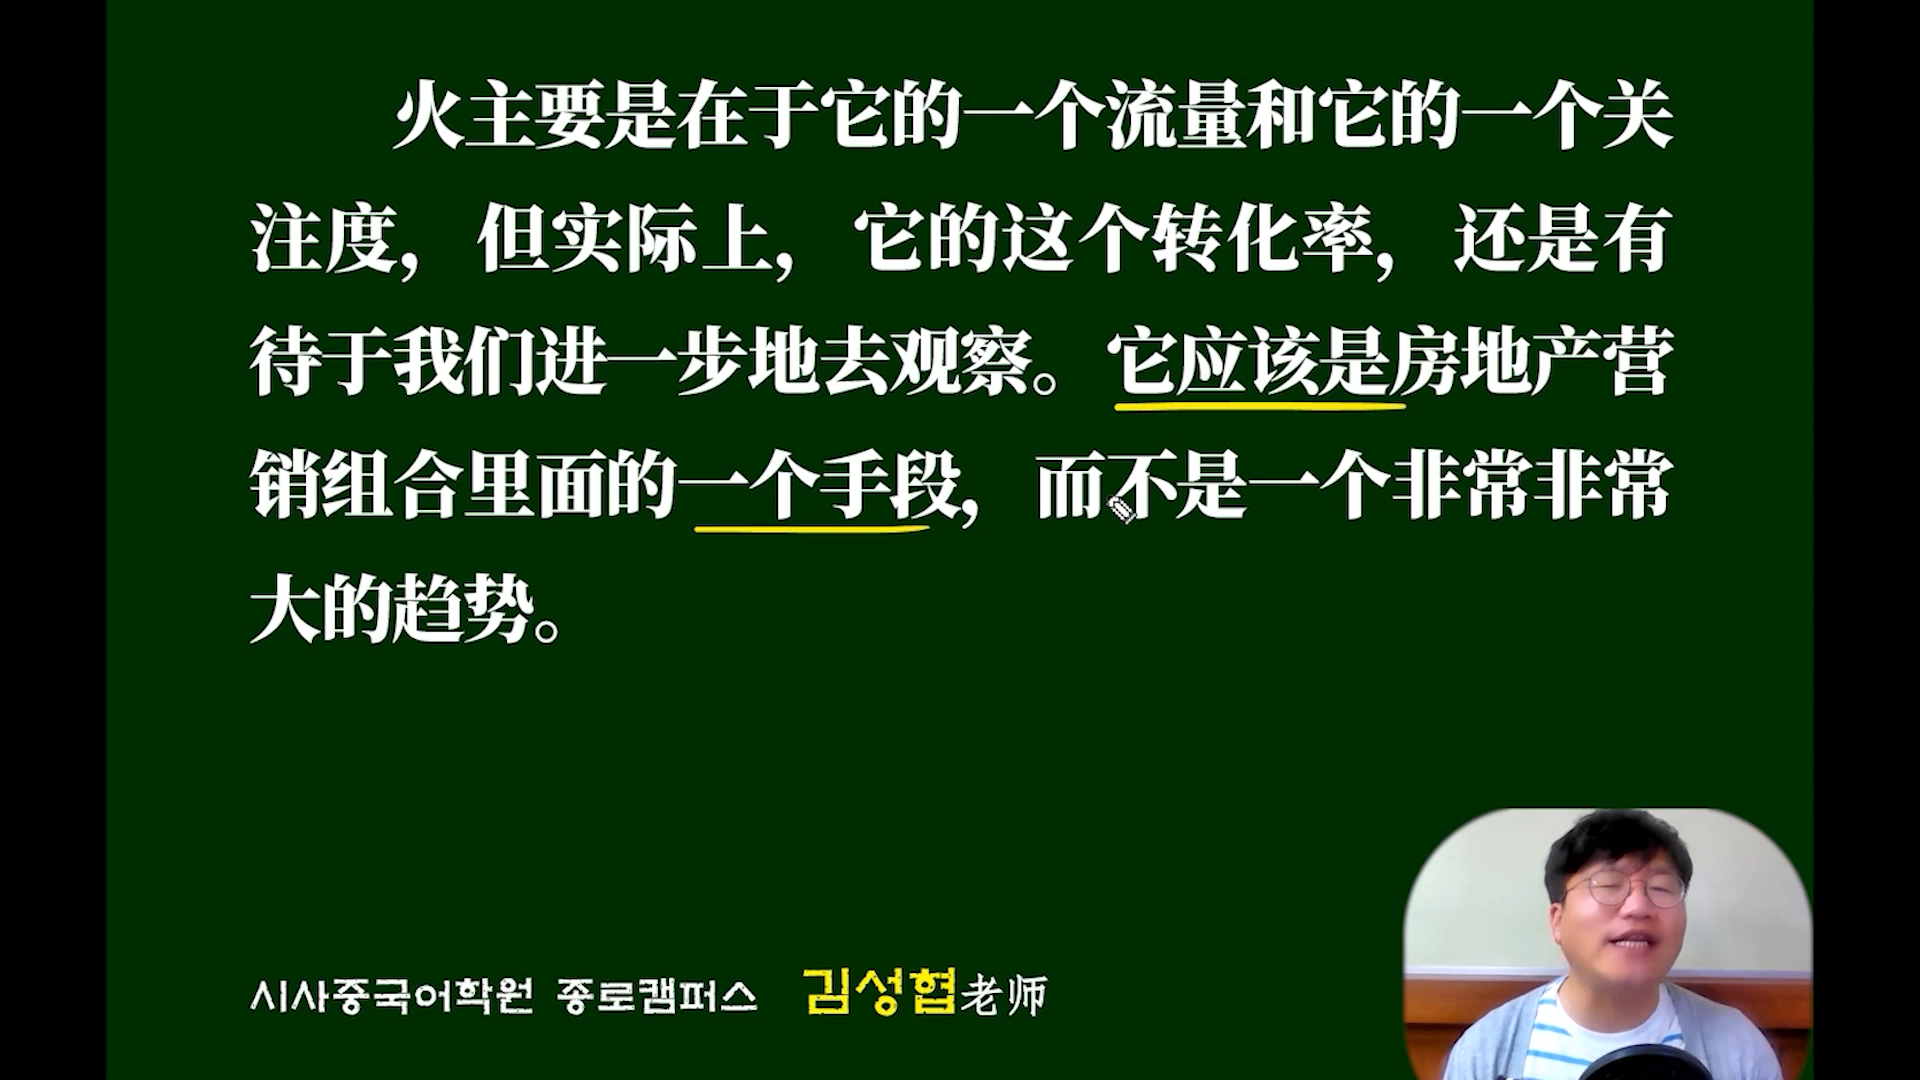 火主要是在于它的一个流量和它的一个关
注度，但实际上，它的这个转化率，还是有
待于我们进一步地去观察。它应该是房地产营
销组合里面的一个手段，而不是一个非常非常
大的趋势。
시사중국어학원 종로캠퍼스 김성협老师